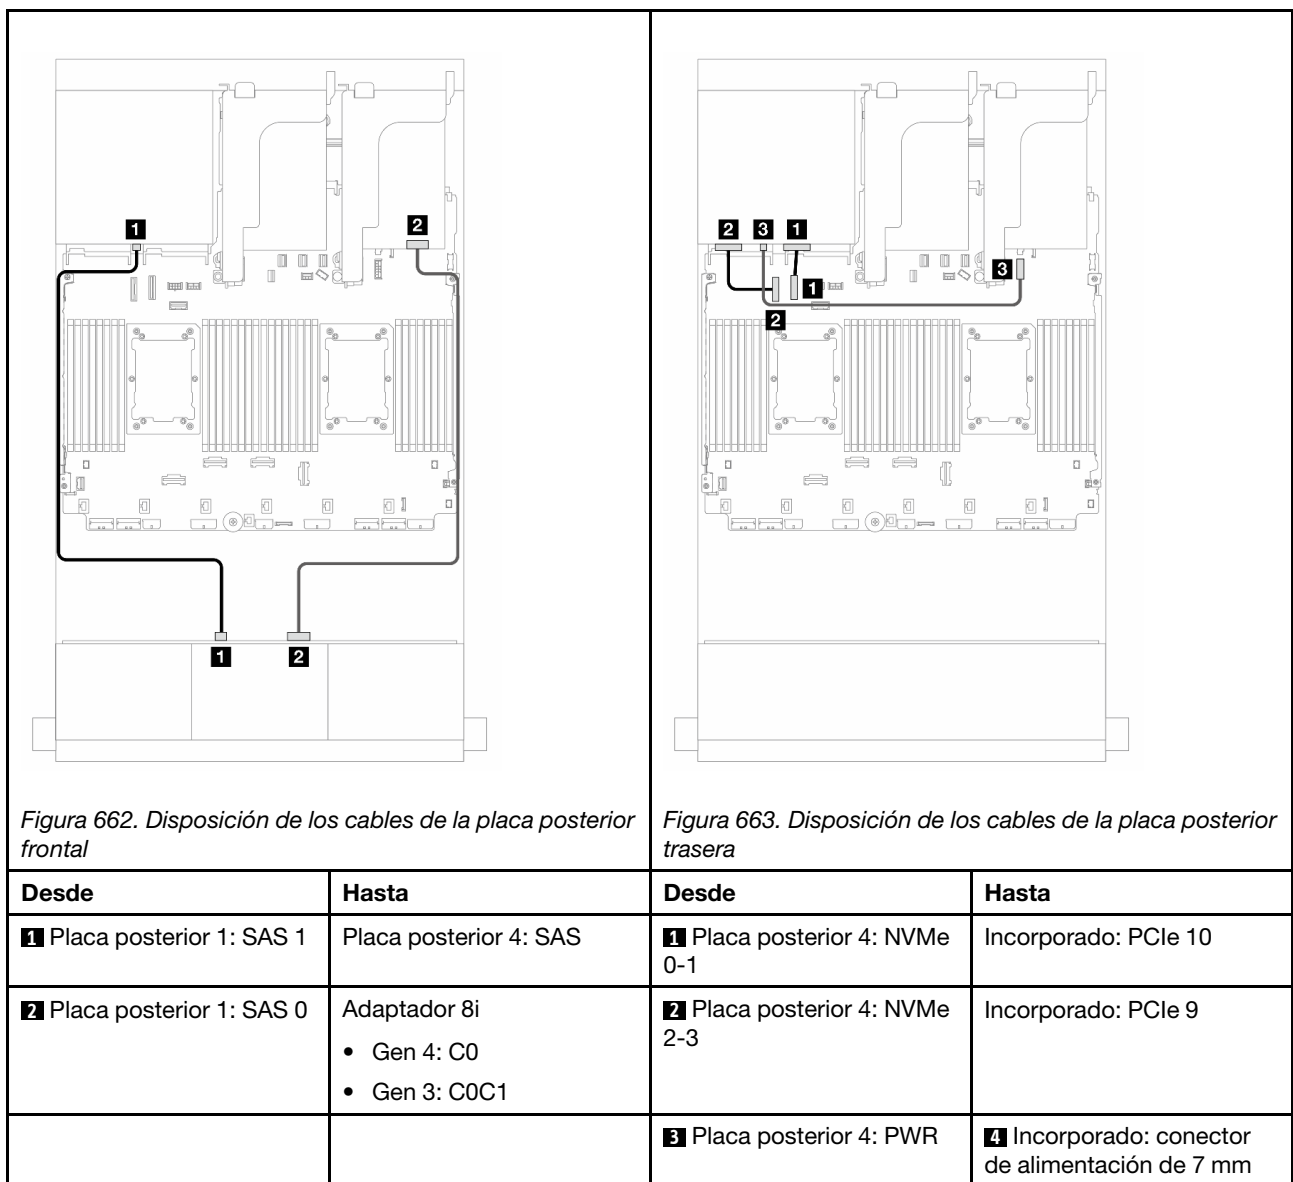 1
2
1
2
2
3
1
3
1
2
Figura 662. Disposición de los cables de la placa posterior
frontal
Figura 663. Disposición de los cables de la placa posterior
trasera
Desde
Hasta
Desde
Hasta
1 Placa posterior 1: SAS 1
Placa posterior 4: SAS
1 Placa posterior 4: NVMe
0-1
Incorporado: PCIe 10
2 Placa posterior 1: SAS 0
Adaptador 8i
• Gen 4: C0
• Gen 3: C0C1
2 Placa posterior 4: NVMe
2-3
Incorporado: PCIe 9
3 Placa posterior 4: PWR
4 Incorporado: conector
de alimentación de 7 mm